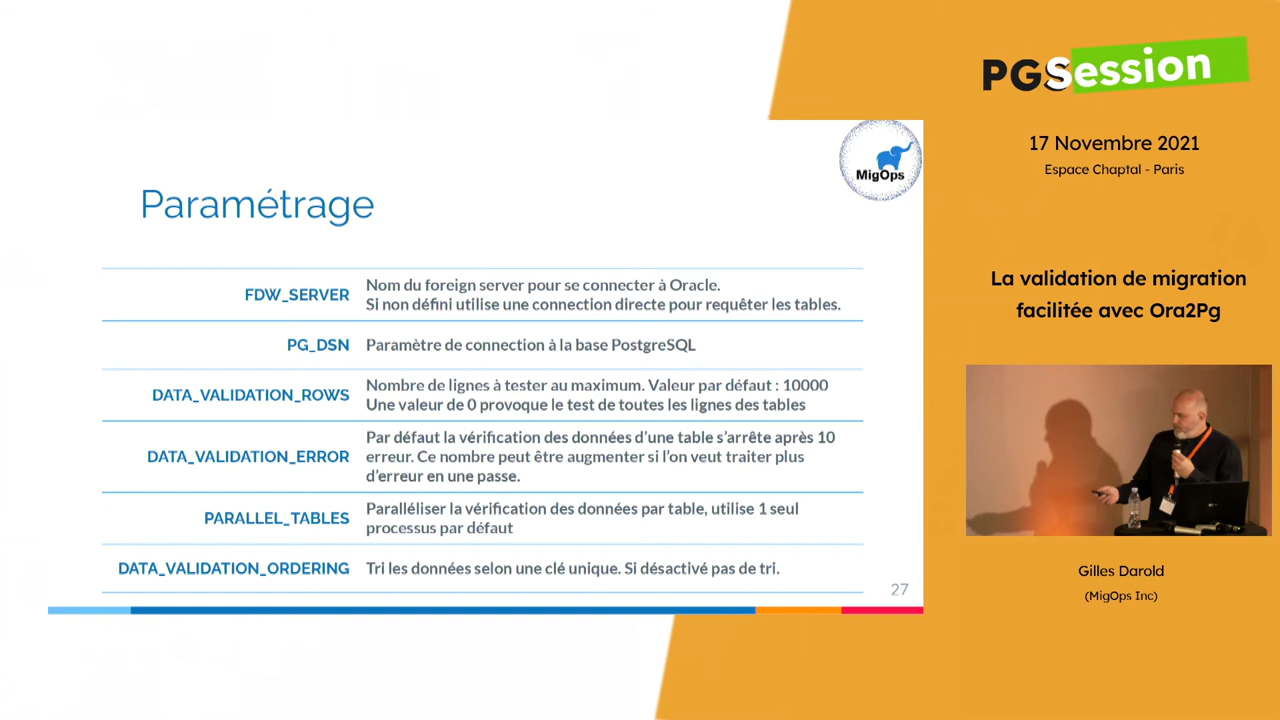 PGSession
17 Novembre 2021
Espace Chaptal - Paris
La validation de migration
facilitée avec Ora2Pg
Gilles Darold
(MigOps Inc)
MigOps
Paramétrage
FDW_SERVER
Nom du foreign server pour se connecter à Oracle.
Si non défini utilise une connection directe pour requêter les tables.
PG_DSN
Paramètre de connection à la base PostgreSQL
DATA_VALIDATION_ROWS
Nombre de lignes à tester au maximum. Valeur par défaut : 10000
Une valeur de 0 provoque le test de toutes les lignes des tables
DATA_VALIDATION_ERROR
Par défaut la vérification des données d'une table s'arrête après 10
erreur. Ce nombre peut être augmenter si l'on veut traiter plus
d'erreur en une passe.
PARALLEL_TABLES
Paralléliser la vérification des données par table, utilise 1 seul
processus par défaut
DATA_VALIDATION_ORDERING
Tri les données selon une clé unique. Si désactivé pas de tri.
27